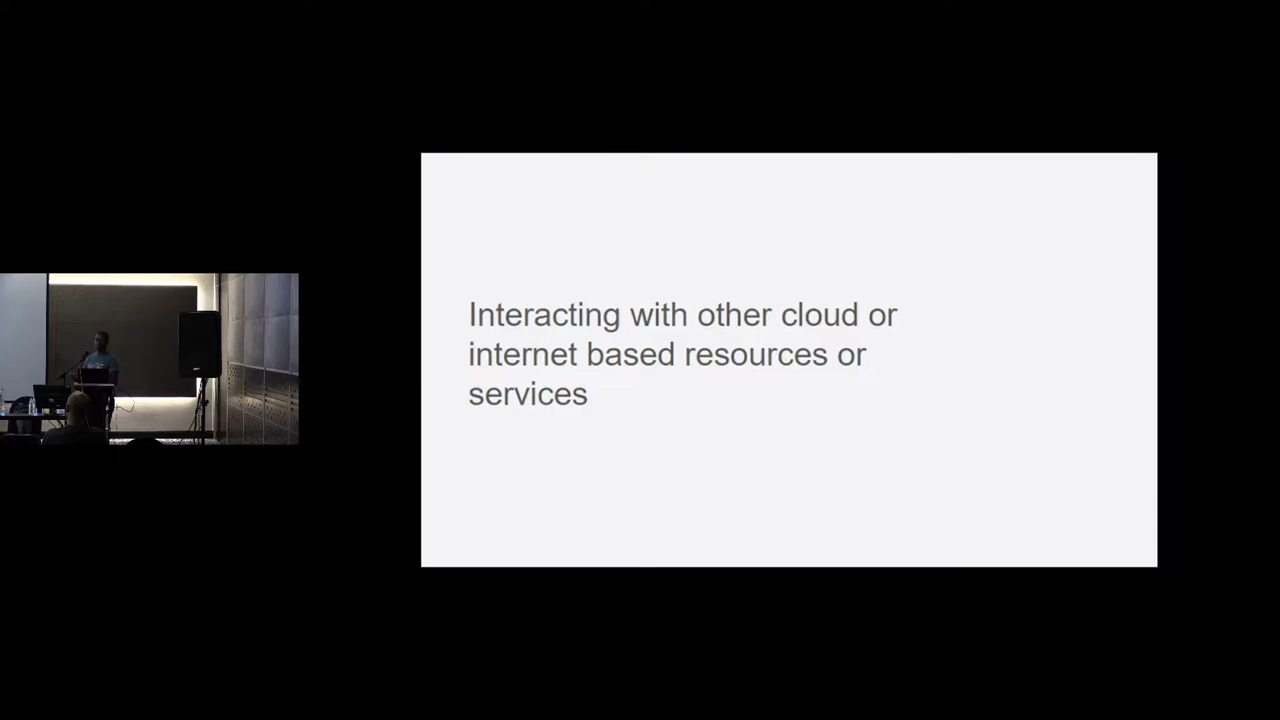 Interacting with other cloud or
internet based resources or
services